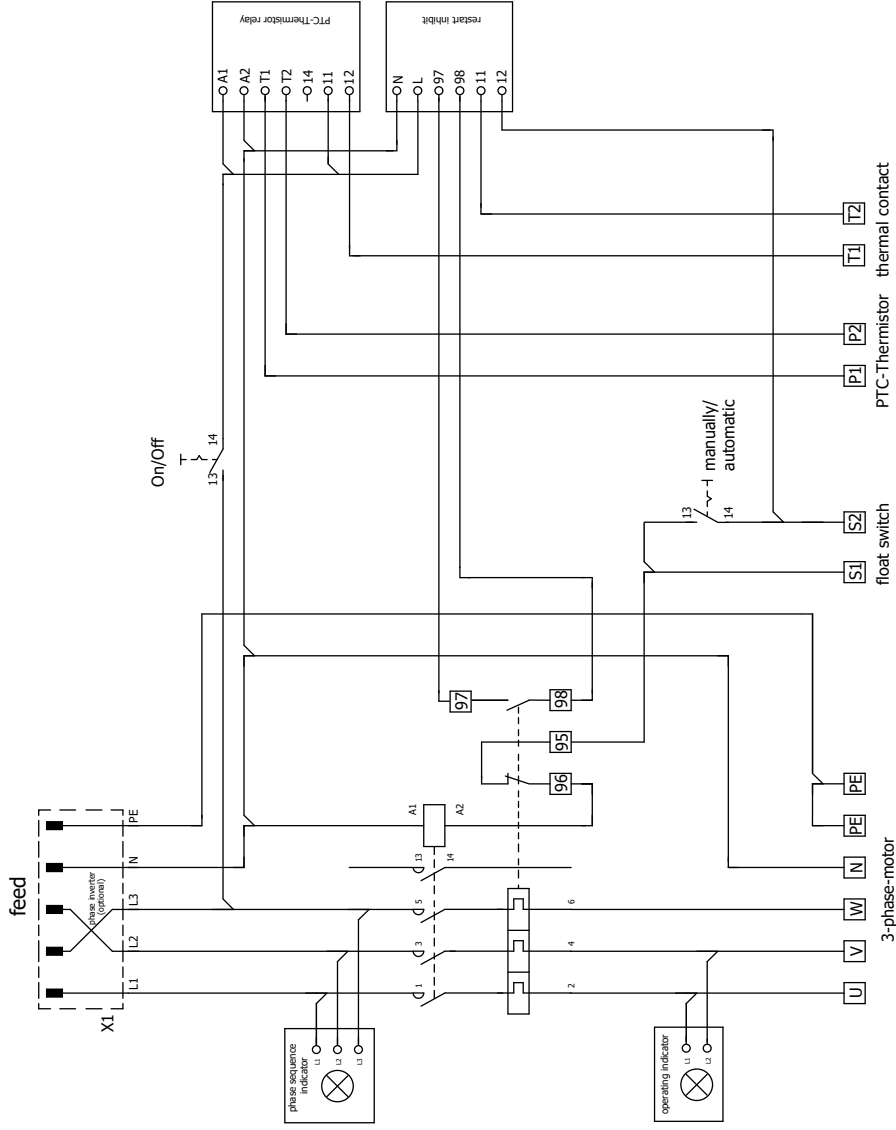 feed
X1
phase inverter
(optional)
L1
L2
L3
N
PE
phase sequence
indicator
L1
L2
L3
On/Off
13
14
PTC-Thermistor relay
A1
A2
T1
T2
14
11
12
restart inhibit
N
L
97
98
11
12
1
3
5
13
14
A1
A2
2
4
6
96
95
97
98
13
14
manually/
automatic
operating indicator
L1
L2
U
V
W
N
PE
PE
3-phase-motor
S1
S2
float switch
P1
P2
PTC-Thermistor
T1
T2
thermal contact